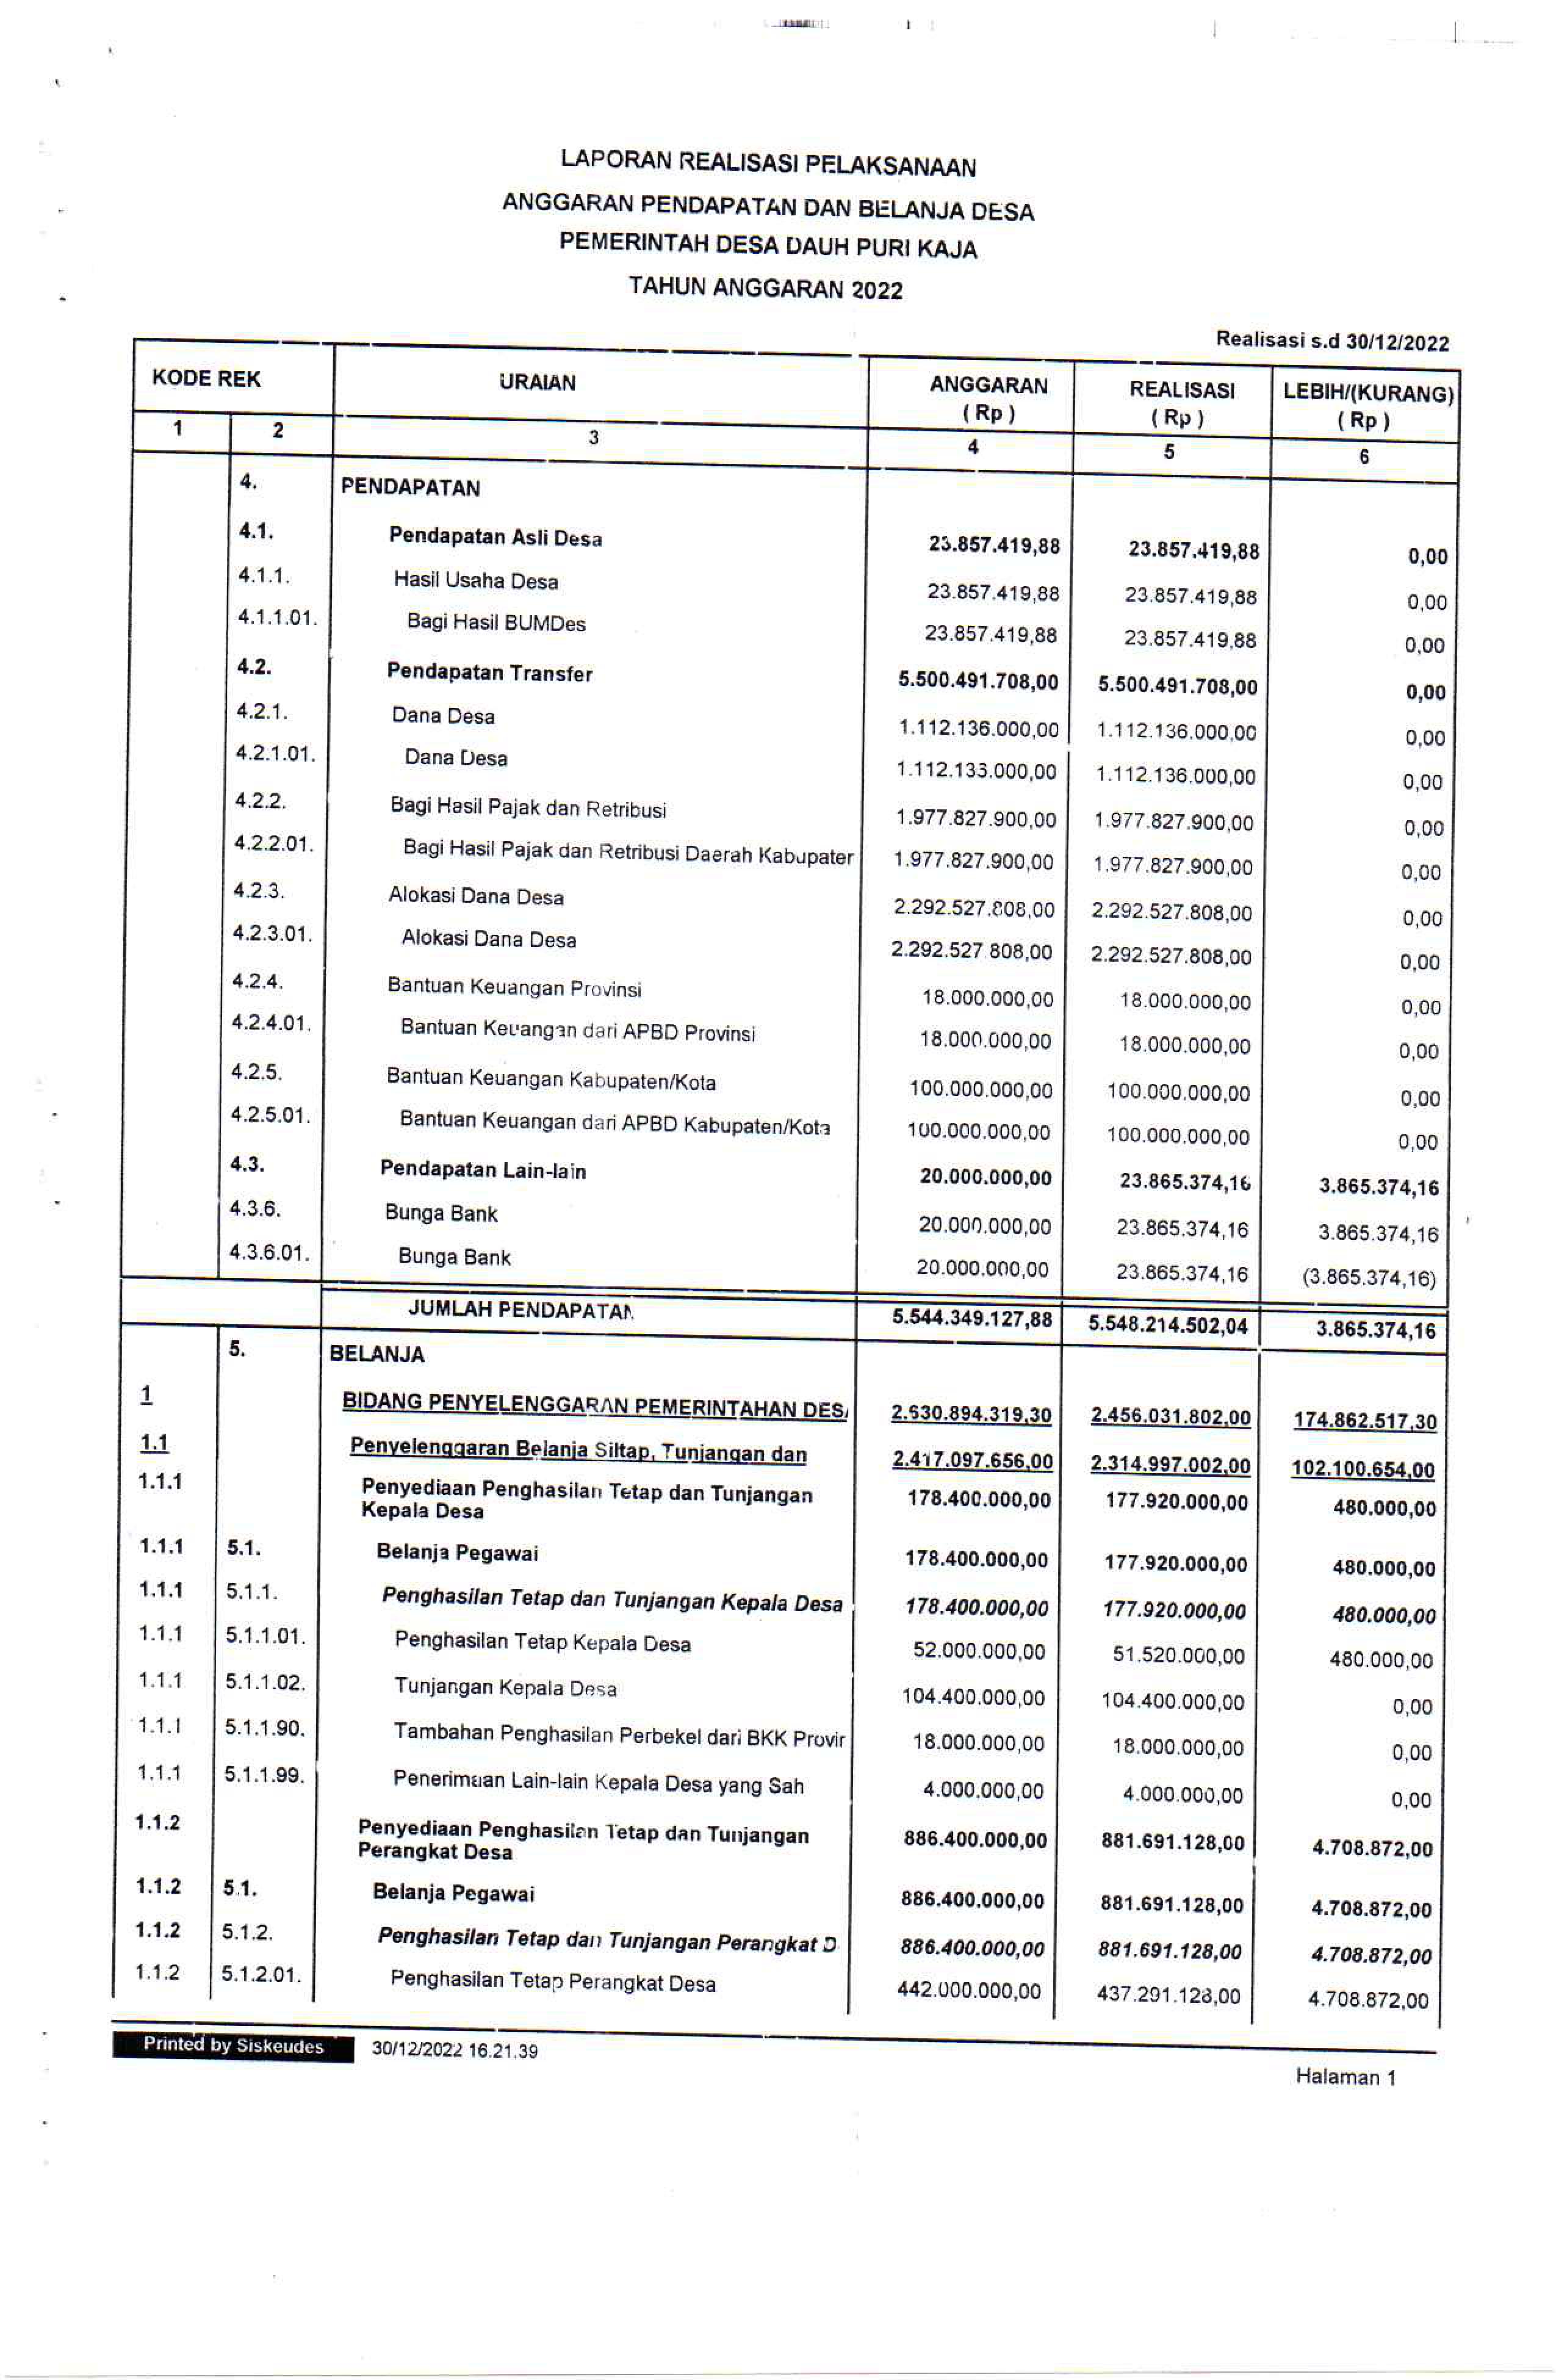 LAPORAN REALISASI PELAKSANAAN
ANGGARAN PENDAPATAN DAN BELANJA DESA
PEMERINTAH DESA DAUH PURI KAJA
TAHUN ANGGARAN 2022
Realisasi s.d 30/12/2022
KODE REK URAIAN ANGGARAN REALISASI LEBIH/(KURANG)
( Rp ) ( Rp ) ( Rp )
1 2 3 4 5 6
4. PENDAPATAN
4.1. Pendapatan Asli Desa 23.857.419,88 23.857.419,88 0,00
4.1.1. Hasil Usaha Desa 23.857.419,88 23.857.419,88 0,00
4.1.1.01. Bagi Hasil BUMDes 23.857.419,88 23.857.419,88 0,00
4.2. Pendapatan Transfer 5.500.491.708,00 5.500.491.708,00 0,00
4.2.1. Dana Desa 1.112.136.000,00 1.112.136.000,00 0,00
4.2.1.01. Dana Desa 1.112.136.000,00 1.112.136.000,00 0,00
4.2.2. Bagi Hasil Pajak dan Retribusi 1.977.827.900,00 1.977.827.900,00 0,00
4.2.2.01. Bagi Hasil Pajak dan Retribusi Daerah Kabupater 1.977.827.900,00 1.977.827.900,00 0,00
4.2.3. Alokasi Dana Desa 2.292.527.808,00 2.292.527.808,00 0,00
4.2.3.01. Alokasi Dana Desa 2.292.527.808,00 2.292.527.808,00 0,00
4.2.4. Bantuan Keuangan Provinsi 18.000.000,00 18.000.000,00 0,00
4.2.4.01. Bantuan Keuangan dari APBD Provinsi 18.000.000,00 18.000.000,00 0,00
4.2.5. Bantuan Keuangan Kabupaten/Kota 100.000.000,00 100.000.000,00 0,00
4.2.5.01. Bantuan Keuangan dari APBD Kabupaten/Kota 100.000.000,00 100.000.000,00 0,00
4.3. Pendapatan Lain-lain 20.000.000,00 23.865.374,16 3.865.374,16
4.3.6. Bunga Bank 20.000.000,00 23.865.374,16 3.865.374,16
4.3.6.01. Bunga Bank 20.000.000,00 23.865.374,16 (3.865.374,16)
JUMLAH PENDAPATAN 5.544.349.127,88 5.548.214.502,04 3.865.374,16
5. BELANJA
1 BIDANG PENYELENGGARAN PEMERINTAHAN DESA 2.630.894.319,30 2.456.031.802,00 174.862.517,30
1.1 Penyelenggaran Belanja Siltap, Tunjangan dan 2.417.097.656,00 2.314.997.002,00 102.100.654,00
1.1.1 Penyediaan Penghasilan Tetap dan Tunjangan 178.400.000,00 177.920.000,00 480.000,00
Kepala Desa
1.1.1 5.1. Belanja Pegawai 178.400.000,00 177.920.000,00 480.000,00
1.1.1 5.1.1. Penghasilan Tetap dan Tunjangan Kepala Desa 178.400.000,00 177.920.000,00 480.000,00
1.1.1 5.1.1.01. Penghasilan Tetap Kepala Desa 52.000.000,00 51.520.000,00 480.000,00
1.1.1 5.1.1.02. Tunjangan Kepala Desa 104.400.000,00 104.400.000,00 0,00
1.1.1 5.1.1.90. Tambahan Penghasilan Perbekel dari BKK Provir 18.000.000,00 18.000.000,00 0,00
1.1.1 5.1.1.99. Penerimaan Lain-lain Kepala Desa yang Sah 4.000.000,00 4.000.000,00 0,00
1.1.2 Penyediaan Penghasilan Tetap dan Tunjangan 886.400.000,00 881.691.128,00 4.708.872,00
Perangkat Desa
1.1.2 5.1. Belanja Pegawai 886.400.000,00 881.691.128,00 4.708.872,00
1.1.2 5.1.2. Penghasilan Tetap dan Tunjangan Perangkat D 886.400.000,00 881.691.128,00 4.708.872,00
1.1.2 5.1.2.01. Penghasilan Tetap Perangkat Desa 442.000.000,00 437.291.128,00 4.708.872,00
Printed by Siskeudes 30/12/2022 16.21.39
Halaman 1